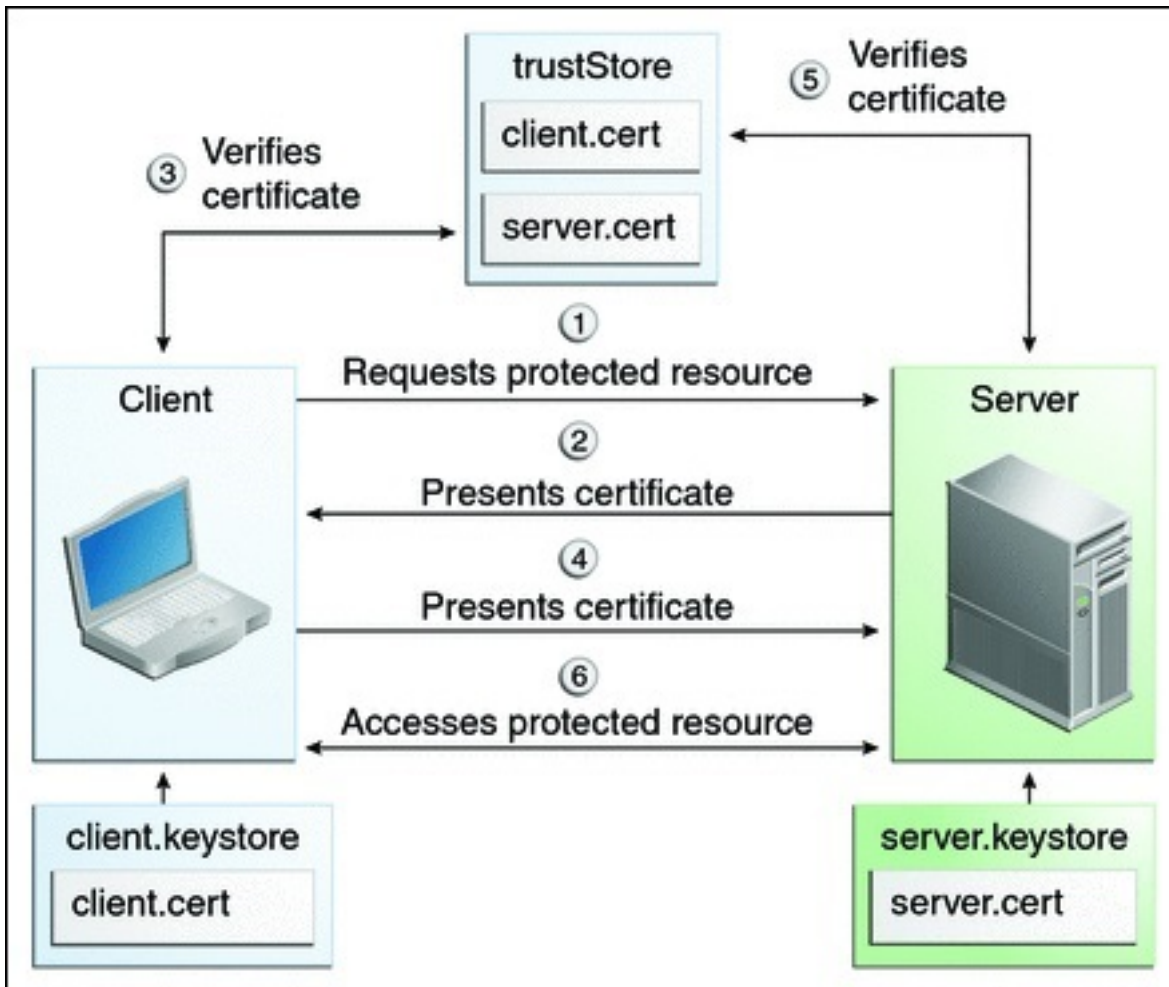 trustStore
client.cert
server.cert
5
Verifies
certificate
3
Verifies
certificate
1
Requests protected resource
Client
Server
2
Presents certificate
4
Presents certificate
6
Accesses protected resource
client.keystore
client.cert
server.keystore
server.cert